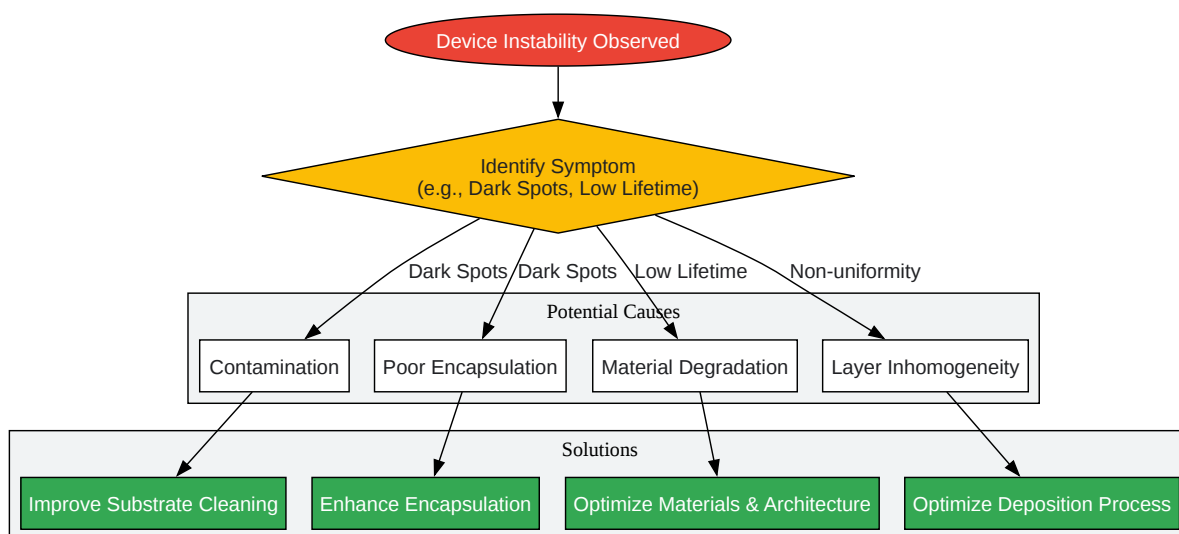 Device Instability Observed
Identify Symptom
(e.g., Dark Spots, Low Lifetime)
Dark Spots
Dark Spots
Low Lifetime
Non-uniformity
Potential Causes
Contamination
Poor Encapsulation
Material Degradation
Layer Inhomogeneity
Solutions
Improve Substrate Cleaning
Enhance Encapsulation
Optimize Materials & Architecture
Optimize Deposition Process